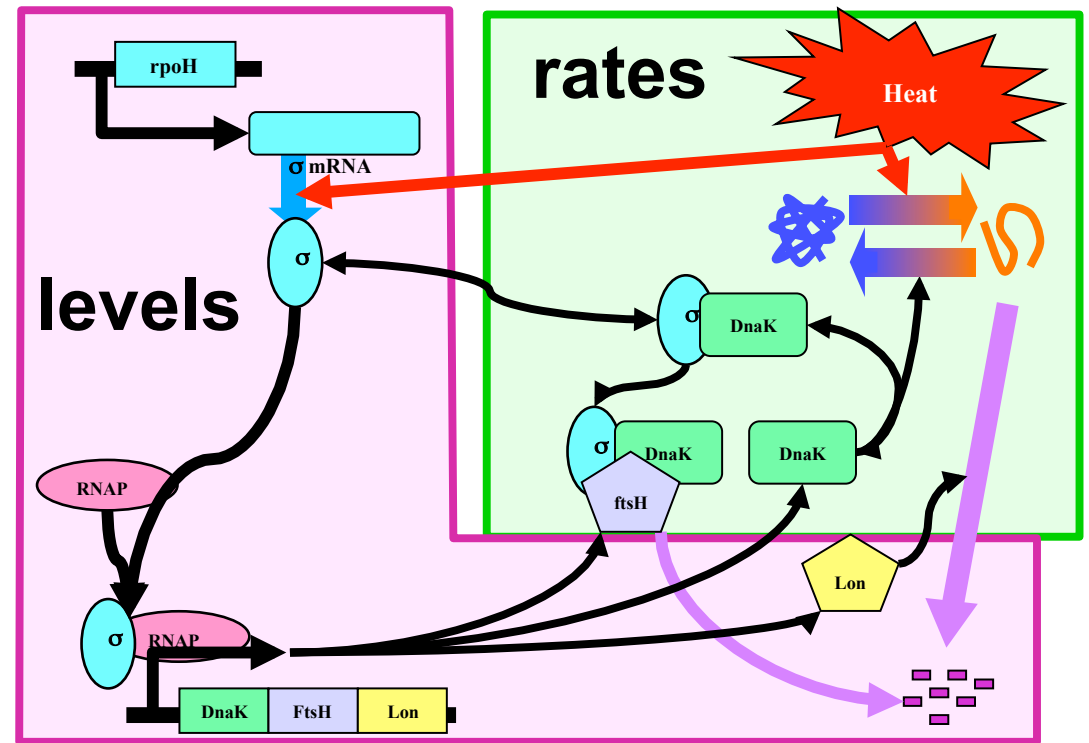 rpoH
rates
Heat
σ mRNA
σ
levels
σ
DnaK
σ
DnaK
DnaK
RNAP
ftsH
Lon
σ
RNAP
DnaK
FtsH
Lon